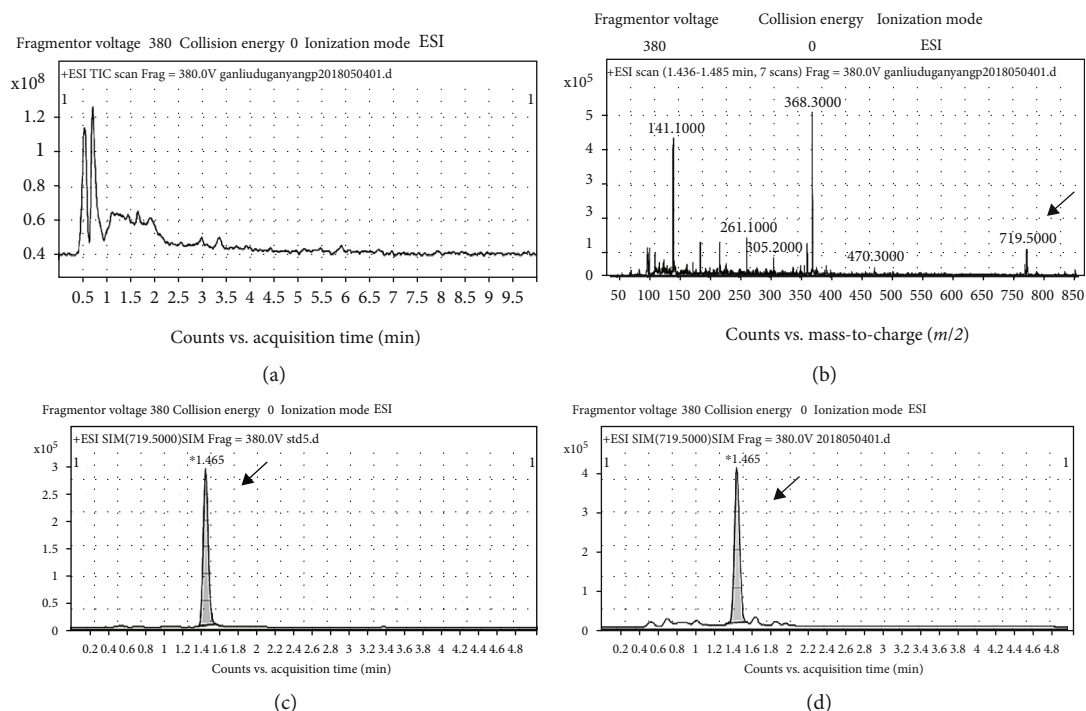 Fragmentor voltage 380 Collision energy 0 Ionization mode ESI
x10⁸
+ESI TIC scan Frag = 380.0V ganliuduganyangp2018050401.d
1 1
12
1
0.8
0.6
0.4
0.5 1 1.5 2 2.5 3 3.5 4 4.5 5 5.5 6 6.5 7 7.5 8 8.5 9 9.5
Counts vs. acquisition time (min)
(a)
Fragmentor voltage Collision energy Ionization mode
380 0 ESI
x10⁵
+ESI scan (1.436-1.485 min, 7 scans) Frag = 380.0V ganliuduganyangp2018050401.d
368.3000
5
141.1000
4
3
3
719.5000
261.1000
1
305.2000
470.3000
0
50 100 150 200 250 300 350 400 450 500 550 600 650 700 750 800 850
Counts vs. mass-to-charge (m/2)
(b)
Fragmentor voltage 380 Collision energy 0 Ionization mode ESI
x10⁵
+ESI SIM(719.5000)SIM Frag = 380.0V std5.d
1 1
*1.465
3
2.5
2
1.5
1
0.5
0
0.2 0.4 0.6 0.8 1 1.2 1.4 1.6 1.8 2 2.2 2.4 2.6 2.8 3 3.2 3.4 3.6 3.8 4 4.2 4.4 4.6 4.8
Counts vs. acquisition time (min)
(c)
Fragmentor voltage 380 Collision energy 0 Ionization mode ESI
x10⁵
+ESI SIM(719.5000)SIM Frag = 380.0V 2018050401.d
1 1
*1.465
4
3
2
1
0
0.2 0.4 0.6 0.8 1 1.2 1.4 1.6 1.8 2 2.2 2.4 2.6 2.8 3 3.2 3.4 3.6 3.8 4 4.2 4.4 4.6 4.8
Counts vs. acquisition time (min)
(d)